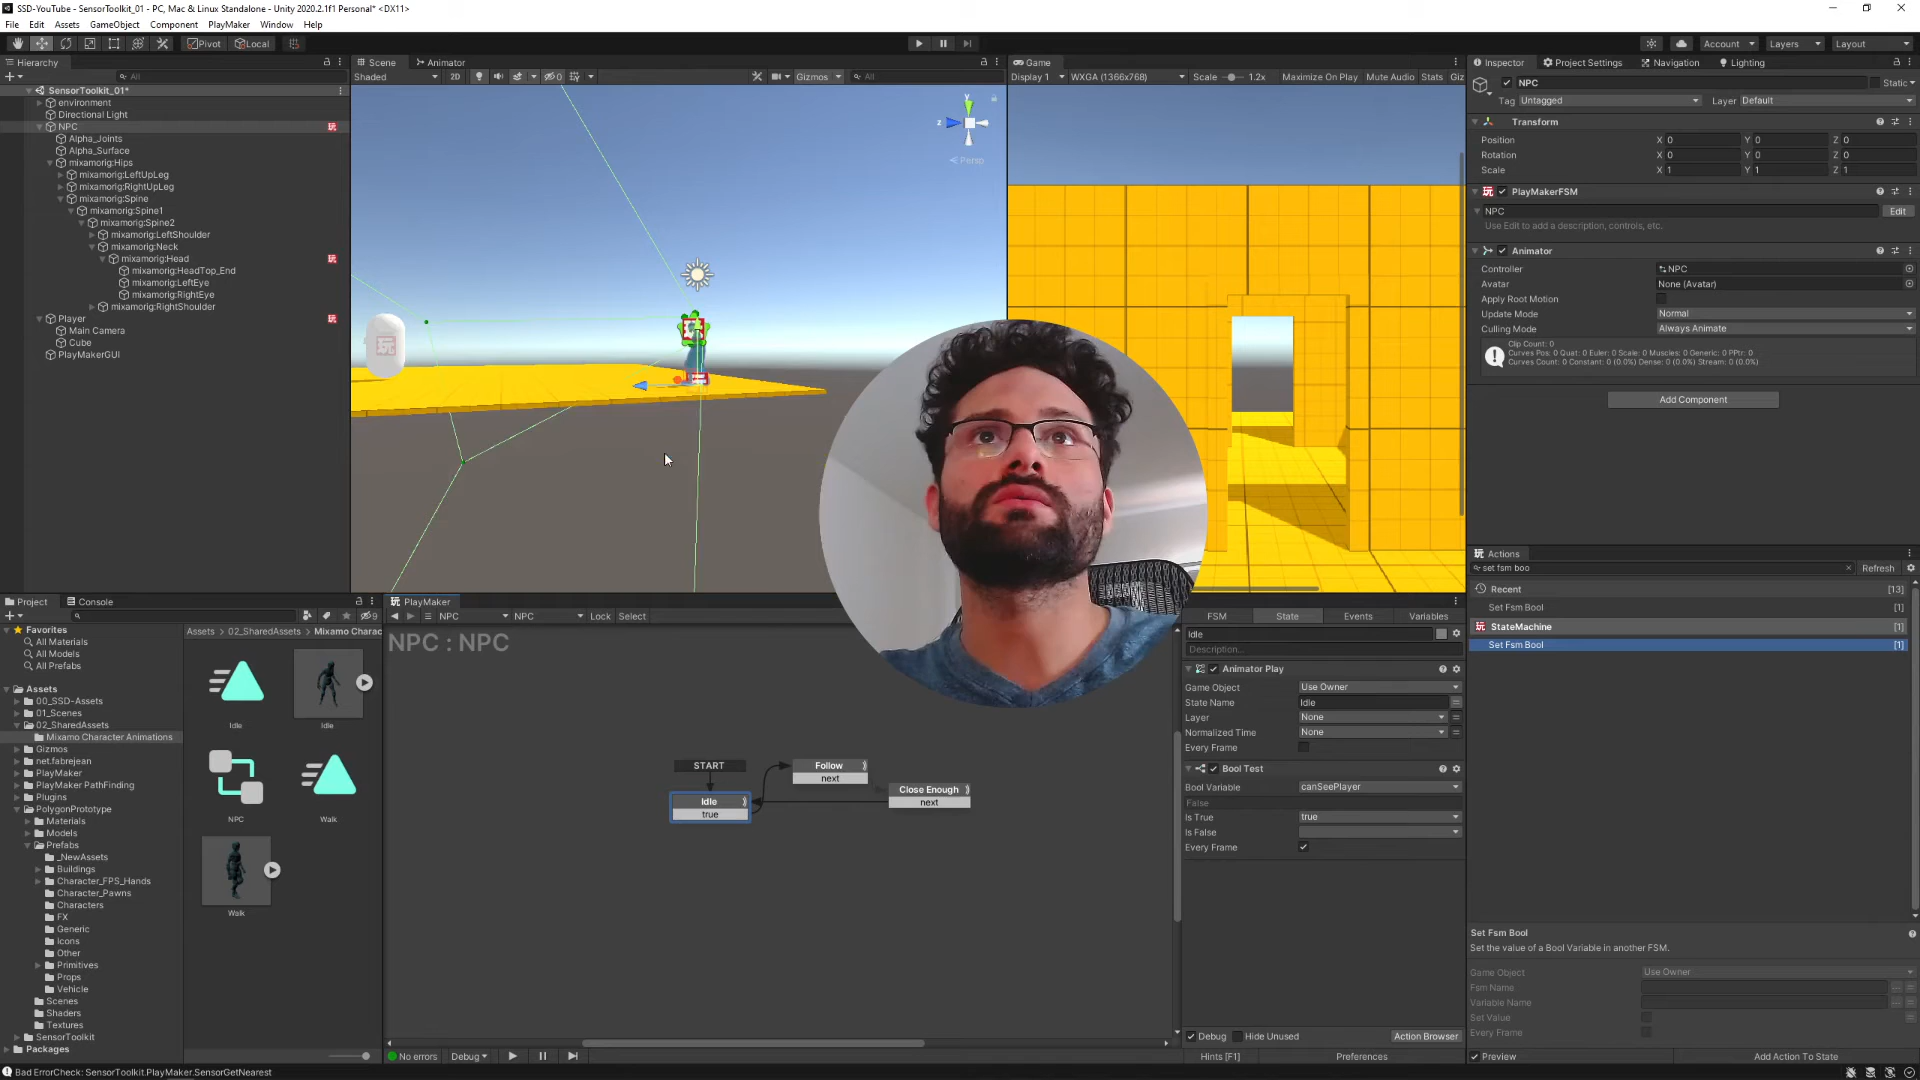 SSD-YouTube - SensorToolkit_01 - PC, Mac & Linux Standalone - Unity 2020.2.1f1 Personal* <DX11>
File Edit Assets GameObject Component PlayMaker Window Help
Pivot Local Account Layers Layout
Hierarchy
All
SensorToolkit_01*
environment
Directional Light
NPC
Alpha_Joints
Alpha_Surface
mixamorig:Hips
mixamorig:LeftUpLeg
mixamorig:RightUpLeg
mixamorig:Spine
mixamorig:Spine1
mixamorig:Spine2
mixamorig:LeftShoulder
mixamorig:Neck
mixamorig:Head
mixamorig:HeadTop_End
mixamorig:LeftEye
mixamorig:RightEye
mixamorig:RightShoulder
Player
Main Camera
Cube
PlayMakerGUI
Scene Animator
Shaded 2D 0 Gizmos All
y
z
Persp
玩
Game
Display 1 WXGA (1366x768) Scale 1.2x Maximize On Play Mute Audio Stats Giz
Inspector Project Settings Navigation Lighting
NPC Static
Tag Untagged Layer Default
Transform
Position X 0 Y 0 Z 0
Rotation X 0 Y 0 Z 0
Scale X 1 Y 1 Z 1
玩 PlayMakerFSM
NPC Edit
Use Edit to add a description, controls, etc.
Animator
Controller NPC
Avatar None (Avatar)
Apply Root Motion
Update Mode Normal
Culling Mode Always Animate
Clip Count: 0
Curves Pos: 0 Quat: 0 Euler: 0 Scale: 0 Muscles: 0 Generic: 0 PPtr: 0
Curves Count: 0 Constant: 0 (0.0%) Dense: 0 (0.0%) Stream: 0 (0.0%)
Add Component
Actions
set fsm boo Refresh
Recent [13]
Set Fsm Bool [1]
StateMachine [1]
Set Fsm Bool [1]
Set Fsm Bool
Set the value of a Bool Variable in another FSM.
Game Object Use Owner
Fsm Name
Variable Name
Set Value
Every Frame
Preview Add Action To State
Project Console
9
Favorites
All Materials
All Models
All Prefabs
Assets
00_SSD-Assets
01_Scenes
02_SharedAssets
Mixamo Character Animations
Gizmos
net.fabrejean
PlayMaker
PlayMaker PathFinding
Plugins
PolygonPrototype
Materials
Models
Prefabs
_NewAssets
Buildings
Character_FPS_Hands
Character_Pawns
Characters
FX
Generic
Icons
Other
Primitives
Props
Vehicle
Scenes
Shaders
Textures
SensorToolkit
Packages
Assets > 02_SharedAssets > Mixamo Charac
Idle Idle
NPC Walk
Walk
玩 PlayMaker
NPC NPC Lock Select
NPC : NPC
START
Idle
true
Follow
next
Close Enough
next
FSM State Events Variables
Idle
Description...
Animator Play
Game Object Use Owner
State Name Idle
Layer None
Normalized Time None
Every Frame
Bool Test
Bool Variable canSeePlayer
False
Is True true
Is False
Every Frame
Debug Hide Unused Action Browser
No errors Debug Hints [F1] Preferences
Bad ErrorCheck: SensorToolkit.PlayMaker.SensorGetNearest